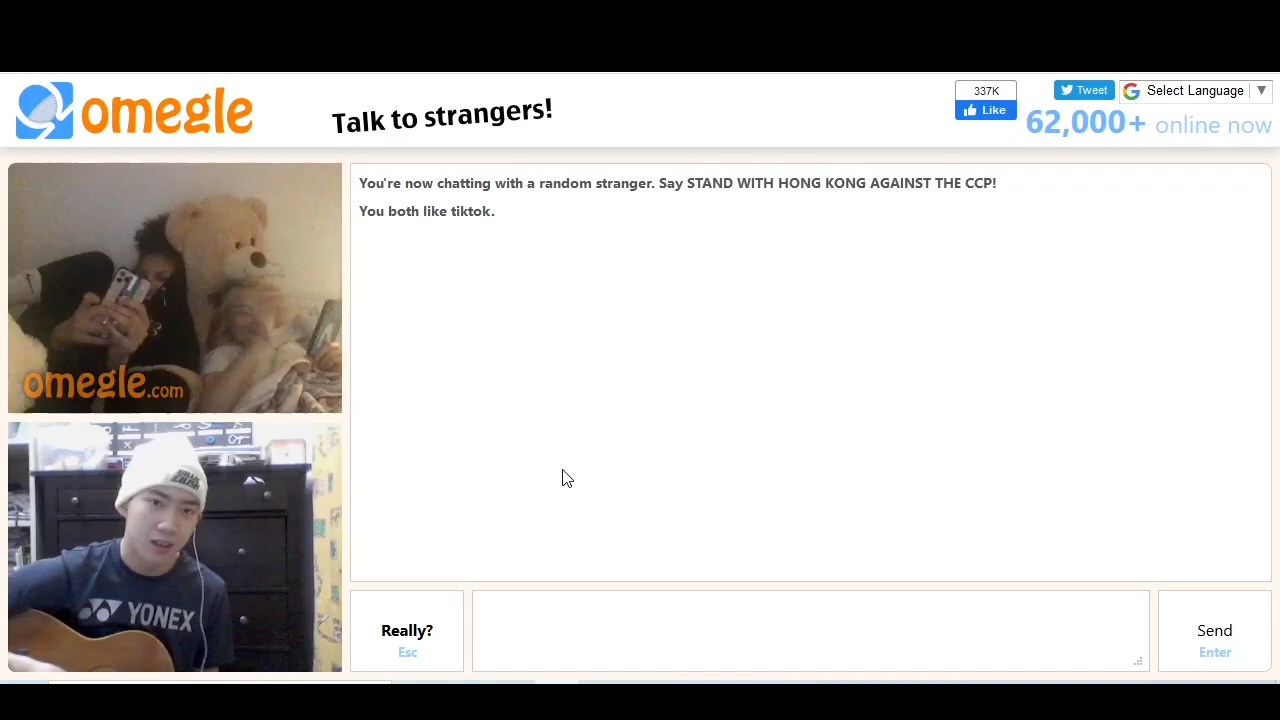 omegle
Talk to strangers!
337K
Like
Tweet
Select Language
62,000+ online now
You're now chatting with a random stranger. Say STAND WITH HONG KONG AGAINST THE CCP!
You both like tiktok.
omegle.com
YONEX
Really?
Esc
Send
Enter